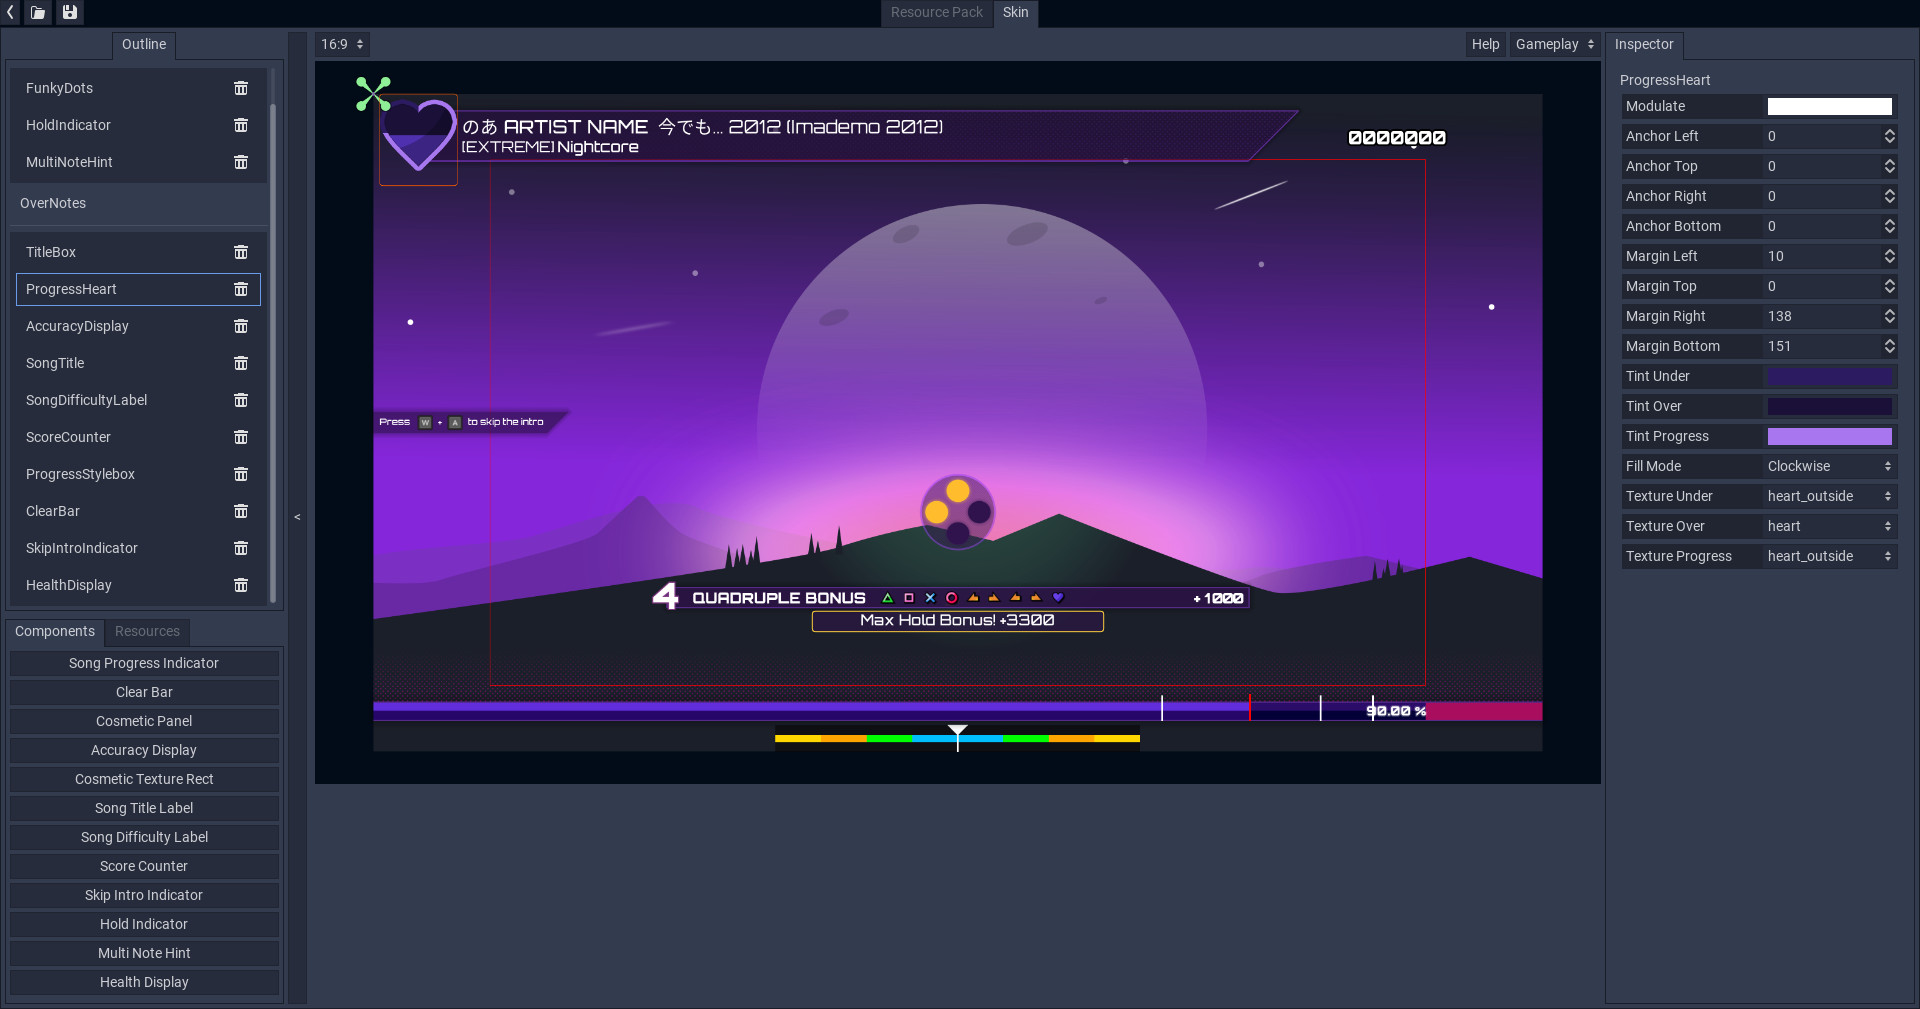 Resource Pack
Skin
Outline
FunkyDots
HoldIndicator
MultiNoteHint
OverNotes
TitleBox
ProgressHeart
AccuracyDisplay
SongTitle
SongDifficultyLabel
ScoreCounter
ProgressStylebox
ClearBar
SkipIntroIndicator
HealthDisplay
Components
Resources
Song Progress Indicator
Clear Bar
Cosmetic Panel
Accuracy Display
Cosmetic Texture Rect
Song Title Label
Song Difficulty Label
Score Counter
Skip Intro Indicator
Hold Indicator
Multi Note Hint
Health Display
<
16:9
Help
Gameplay
のあ ARTIST NAME 今でも... 2012 (Imademo 2012)
[EXTREME] Nightcore
0000000
Press W + A to skip the intro
4 QUADRUPLE BONUS +1000
Max Hold Bonus! +3300
90.00 %
Inspector
ProgressHeart
Modulate
Anchor Left 0
Anchor Top 0
Anchor Right 0
Anchor Bottom 0
Margin Left 10
Margin Top 0
Margin Right 138
Margin Bottom 151
Tint Under
Tint Over
Tint Progress
Fill Mode Clockwise
Texture Under heart_outside
Texture Over heart
Texture Progress heart_outside